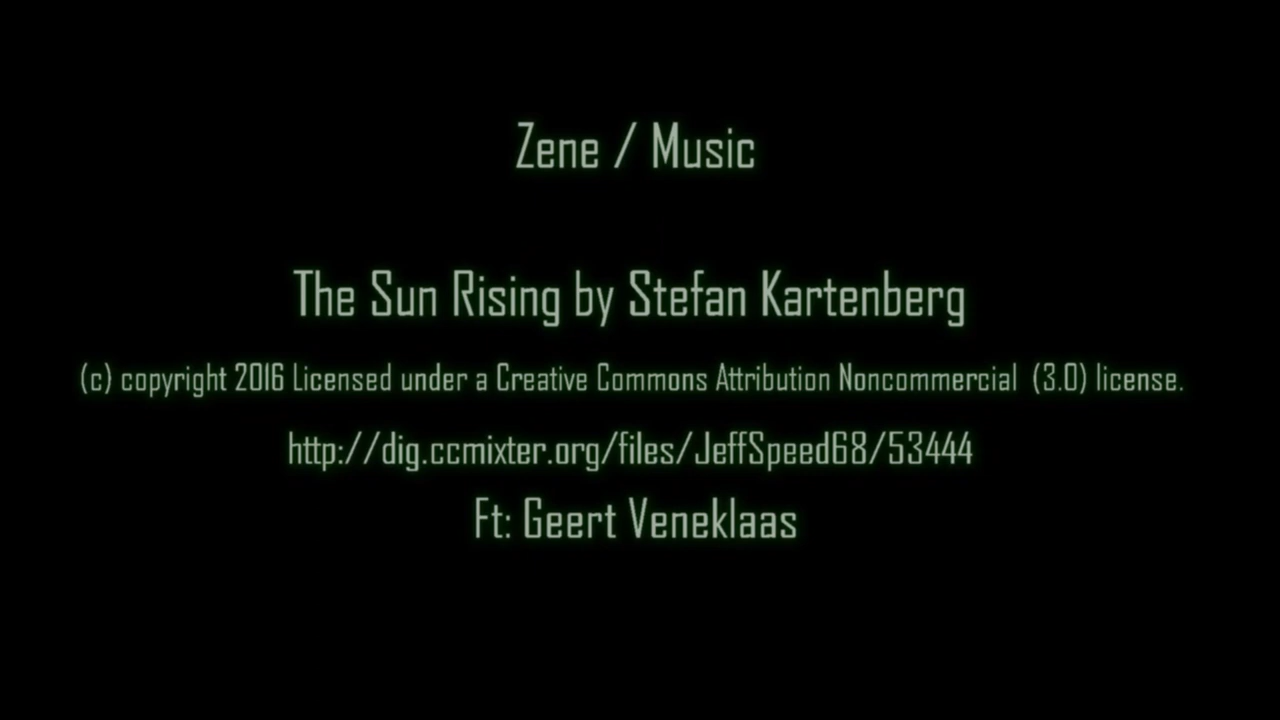 Zene / Music
The Sun Rising by Stefan Kartenberg
(c) copyright 2016 Licensed under a Creative Commons Attribution Noncommercial (3.0) license.
http://dig.ccmixter.org/files/JeffSpeed68/53444
Ft: Geert Veneklaas